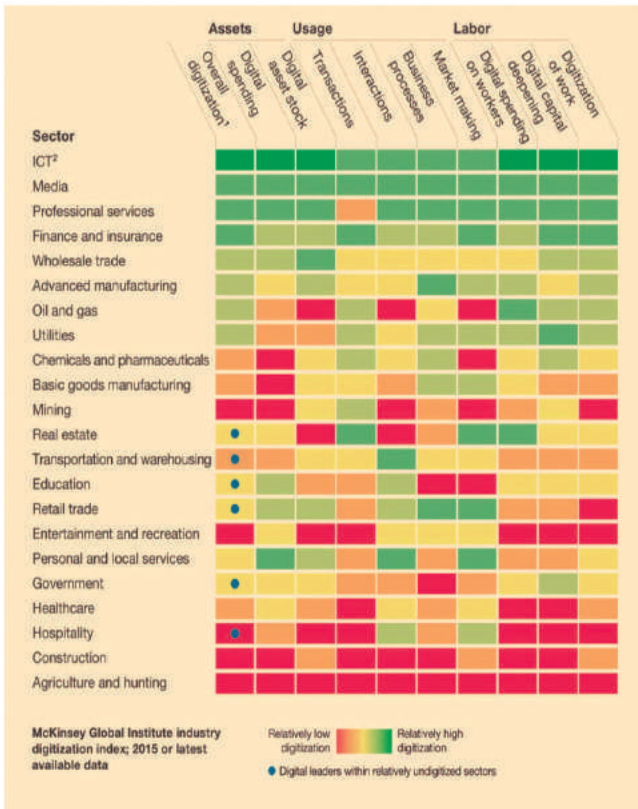 Assets Usage Labor
Overall digitization¹
Digital spending
Digital asset stock
Transactions
Interactions
Business processes
Market making
Digital spending on workers
Digital capital deepening
Digitization of work
Sector
ICT²
Media
Professional services
Finance and insurance
Wholesale trade
Advanced manufacturing
Oil and gas
Utilities
Chemicals and pharmaceuticals
Basic goods manufacturing
Mining
Real estate
Transportation and warehousing
Education
Retail trade
Entertainment and recreation
Personal and local services
Government
Healthcare
Hospitality
Construction
Agriculture and hunting
McKinsey Global Institute industry
digitization index; 2015 or latest
available data
Relatively low
digitization
Relatively high
digitization
Digital leaders within relatively undigitized sectors